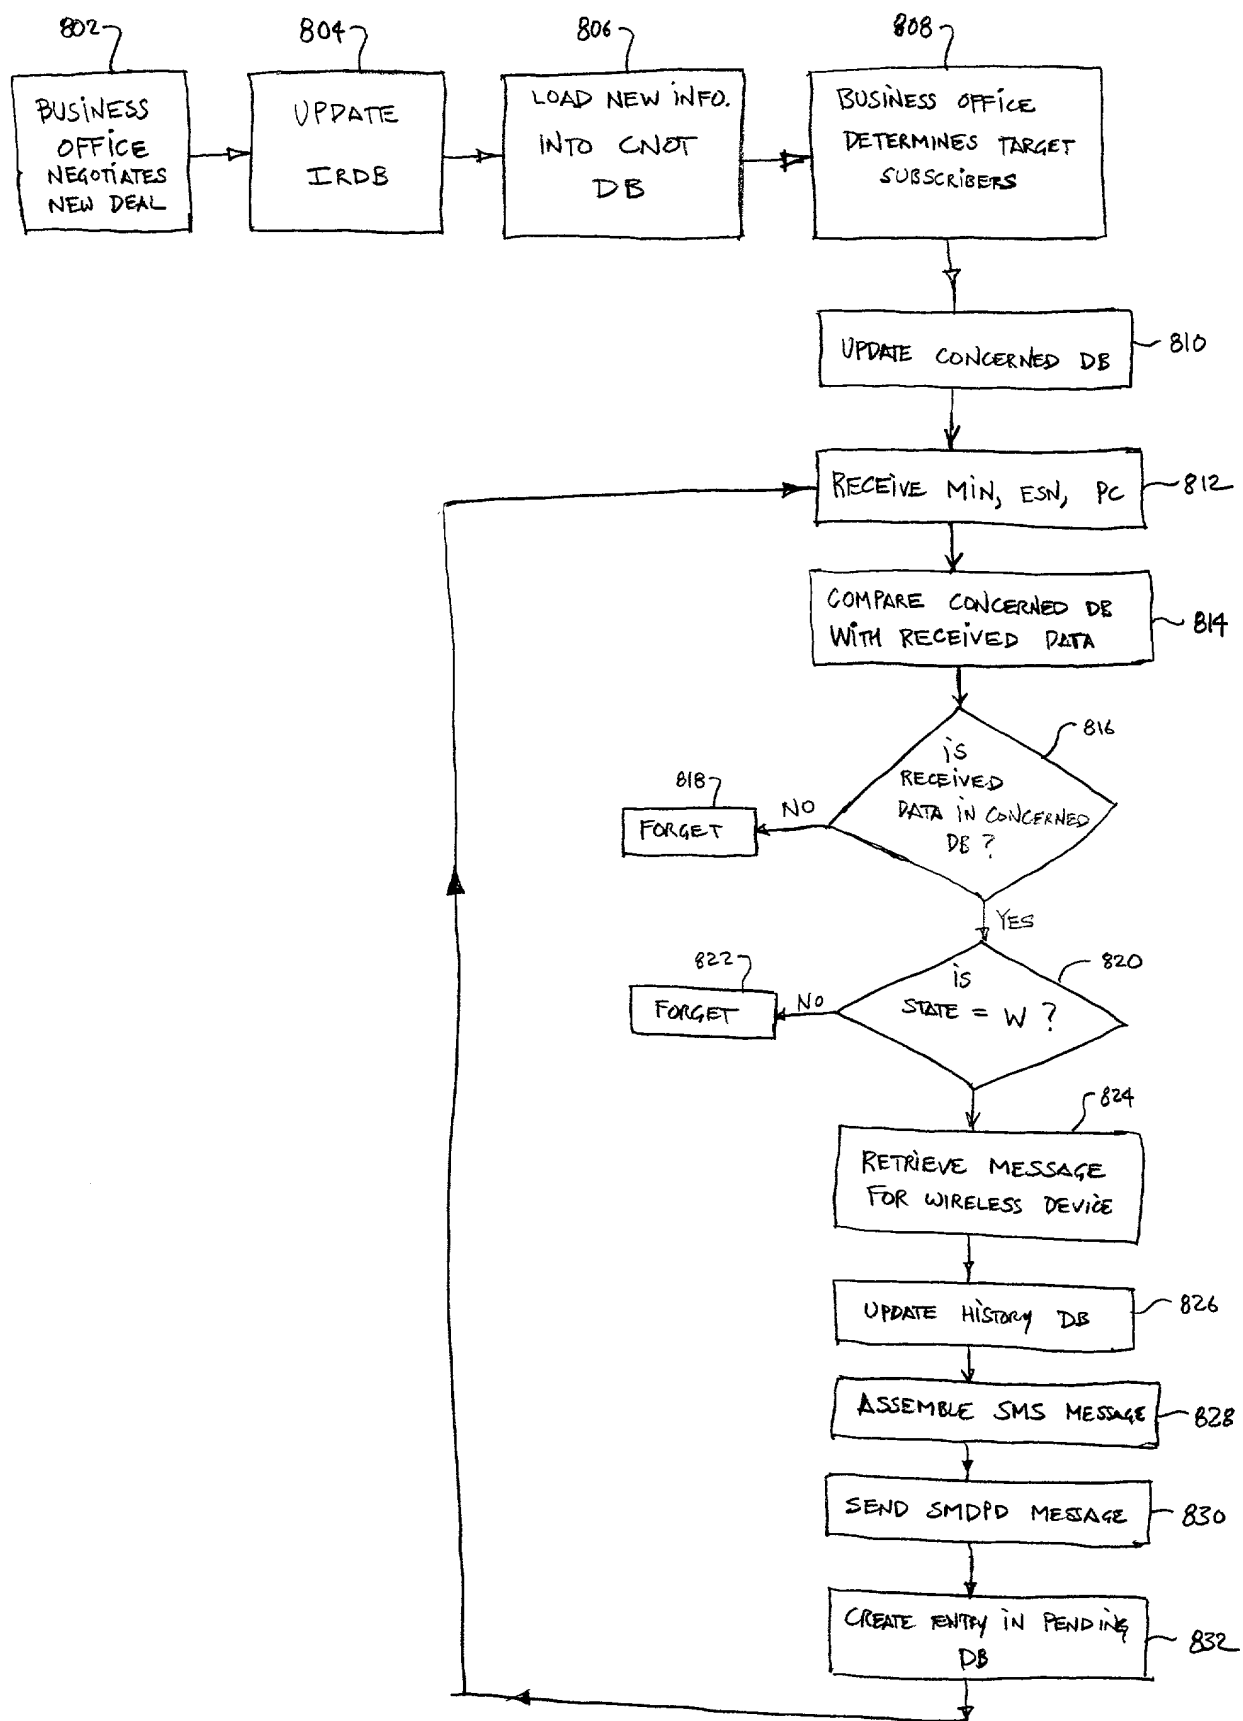 802
804
806
808
BUSINESS
OFFICE
NEGOTIATES
NEW DEAL
UPDATE
IRDB
LOAD NEW INFO.
INTO CNOT
DB
BUSINESS OFFICE
DETERMINES TARGET
SUBSCRIBERS
UPDATE CONCERNED DB
810
RECEIVE MIN, ESN, PC
812
COMPARE CONCERNED DB
WITH RECEIVED DATA
814
816
is
RECEIVED
DATA IN CONCERNED
DB ?
818
NO
FORGET
YES
820
is
STATE = W ?
822
NO
FORGET
824
RETRIEVE MESSAGE
FOR WIRELESS DEVICE
UPDATE HISTORY DB
826
ASSEMBLE SMS MESSAGE
828
SEND SMDPD MESSAGE
830
CREATE ENTRY IN PENDING
DB
832